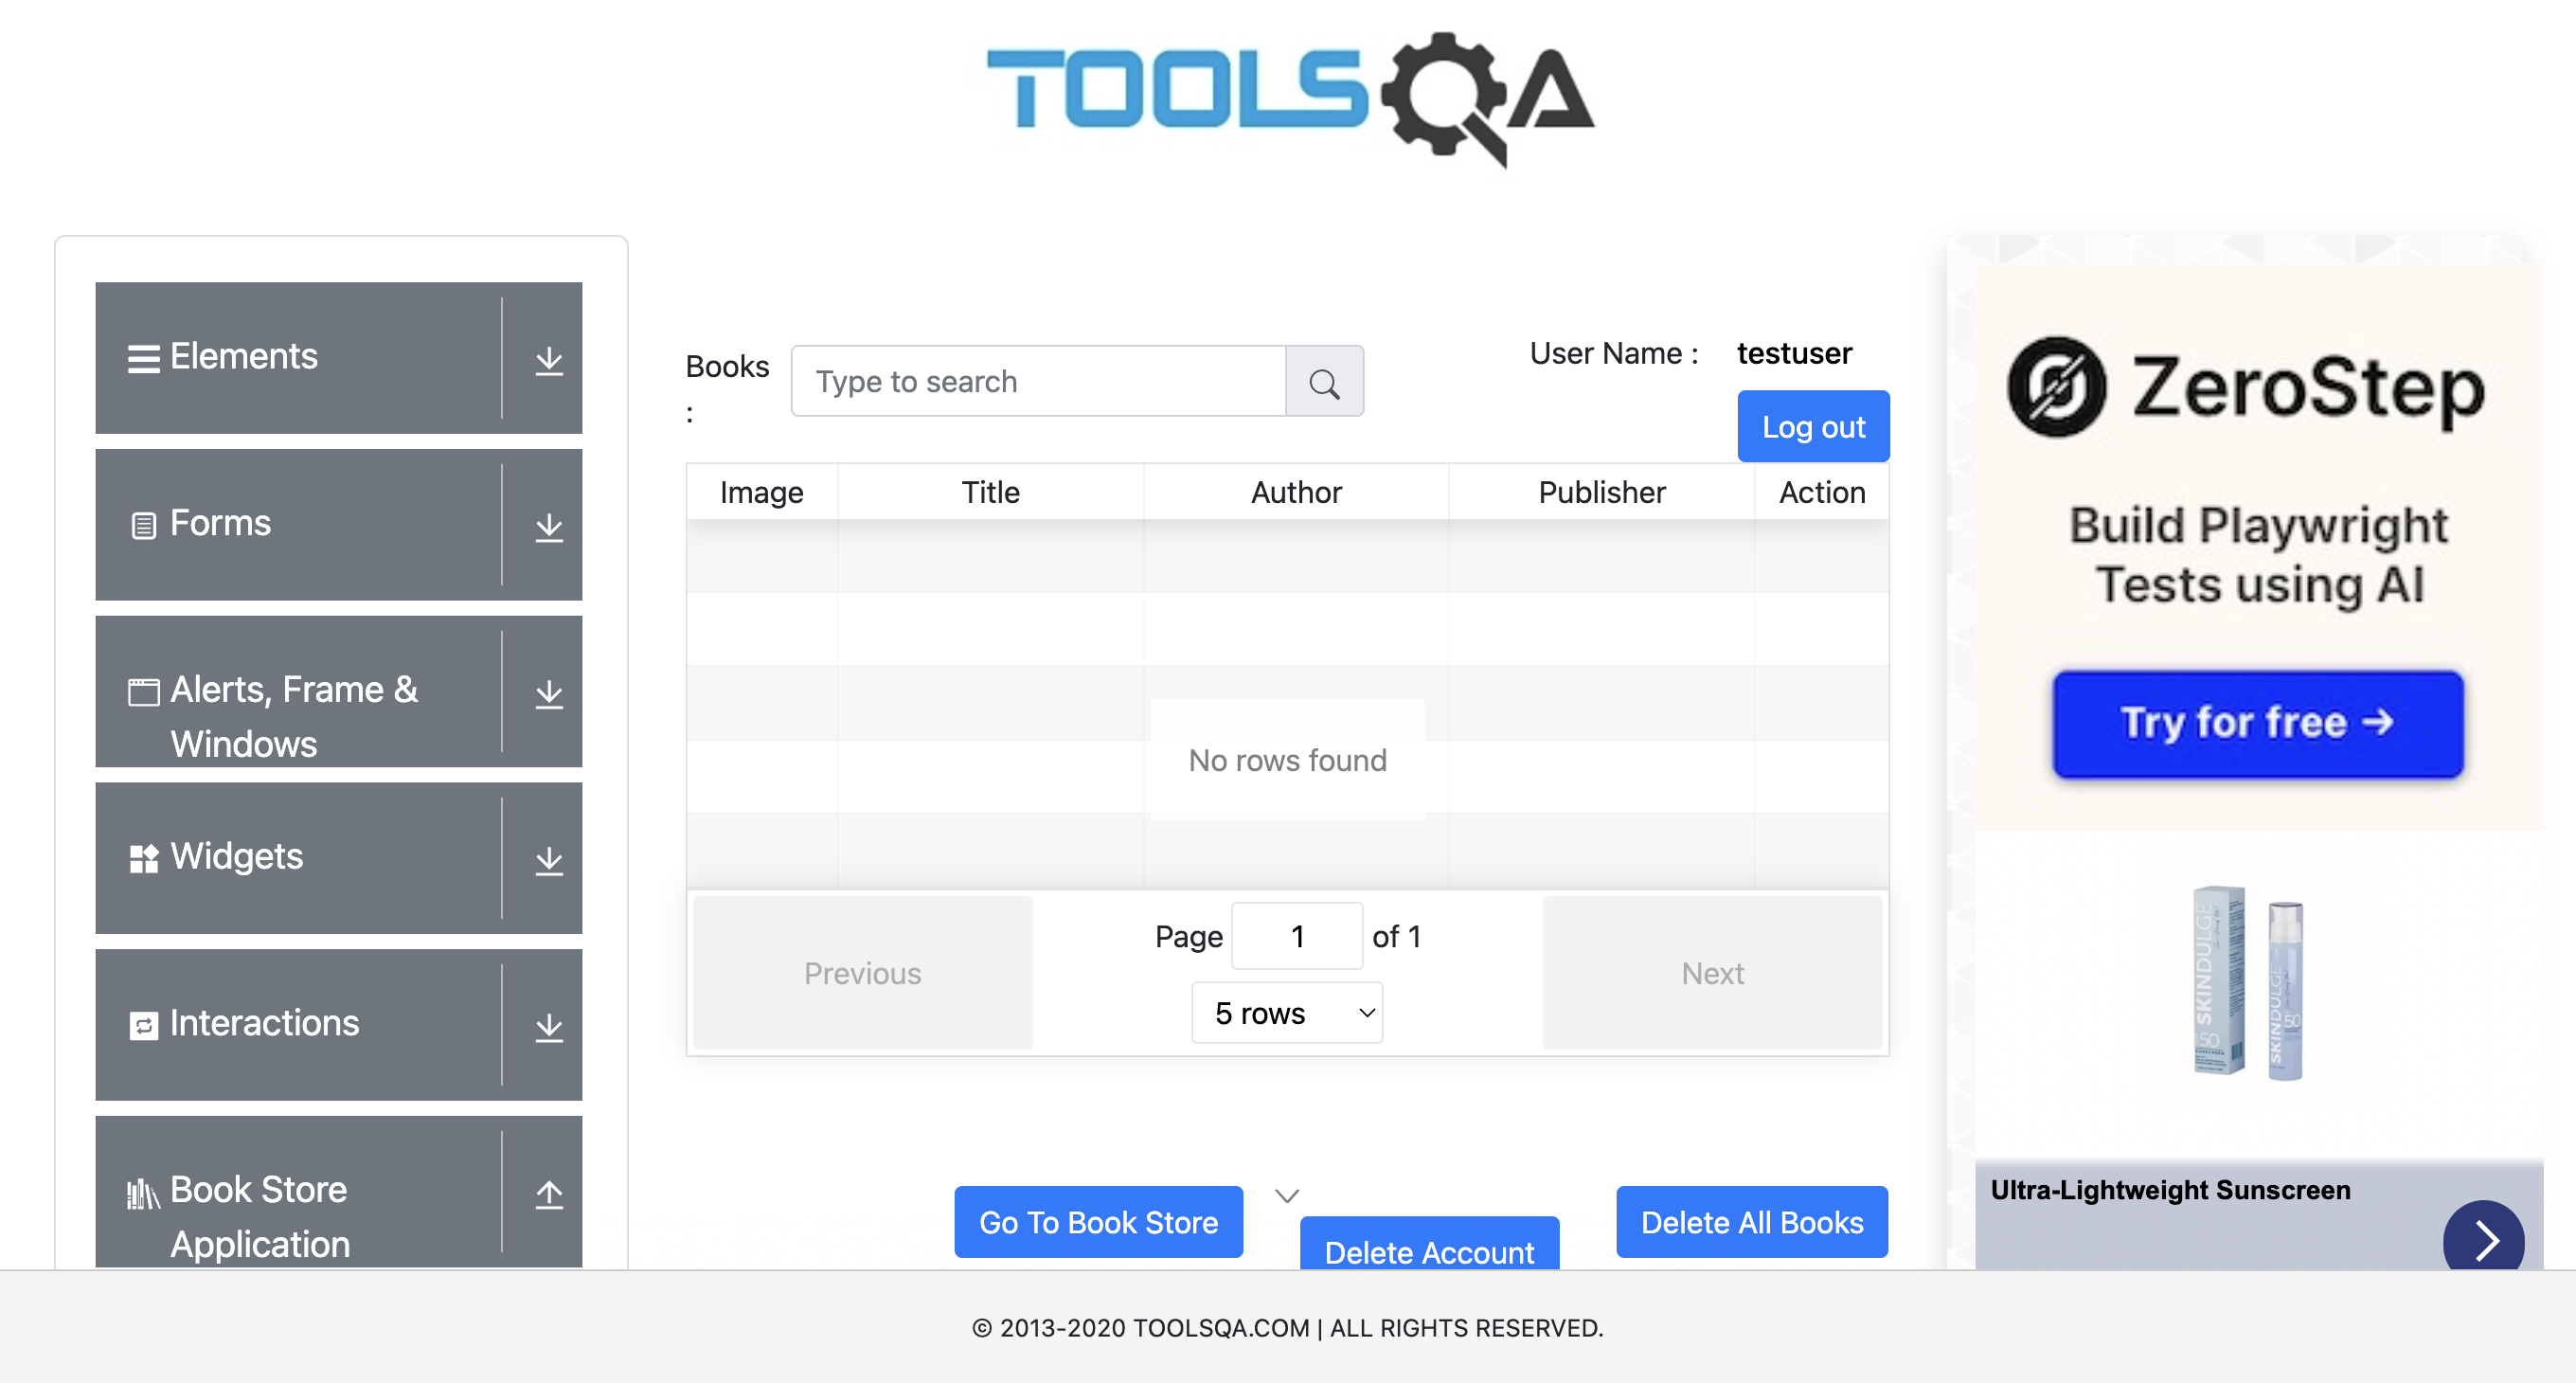 TOOLSQA
Elements
Forms
Alerts, Frame &
Windows
Widgets
Interactions
Book Store
Application
Books
:
Type to search
User Name :
testuser
Log out
Image
Title
Author
Publisher
Action
No rows found
Previous
Page
1
of 1
5 rows
Next
Go To Book Store
Delete Account
Delete All Books
ZeroStep
Build Playwright
Tests using AI
Try for free →
SKINDULGE
50
SUNSCREEN
SKINDULGE
50
Ultra-Lightweight Sunscreen
© 2013-2020 TOOLSQA.COM | ALL RIGHTS RESERVED.